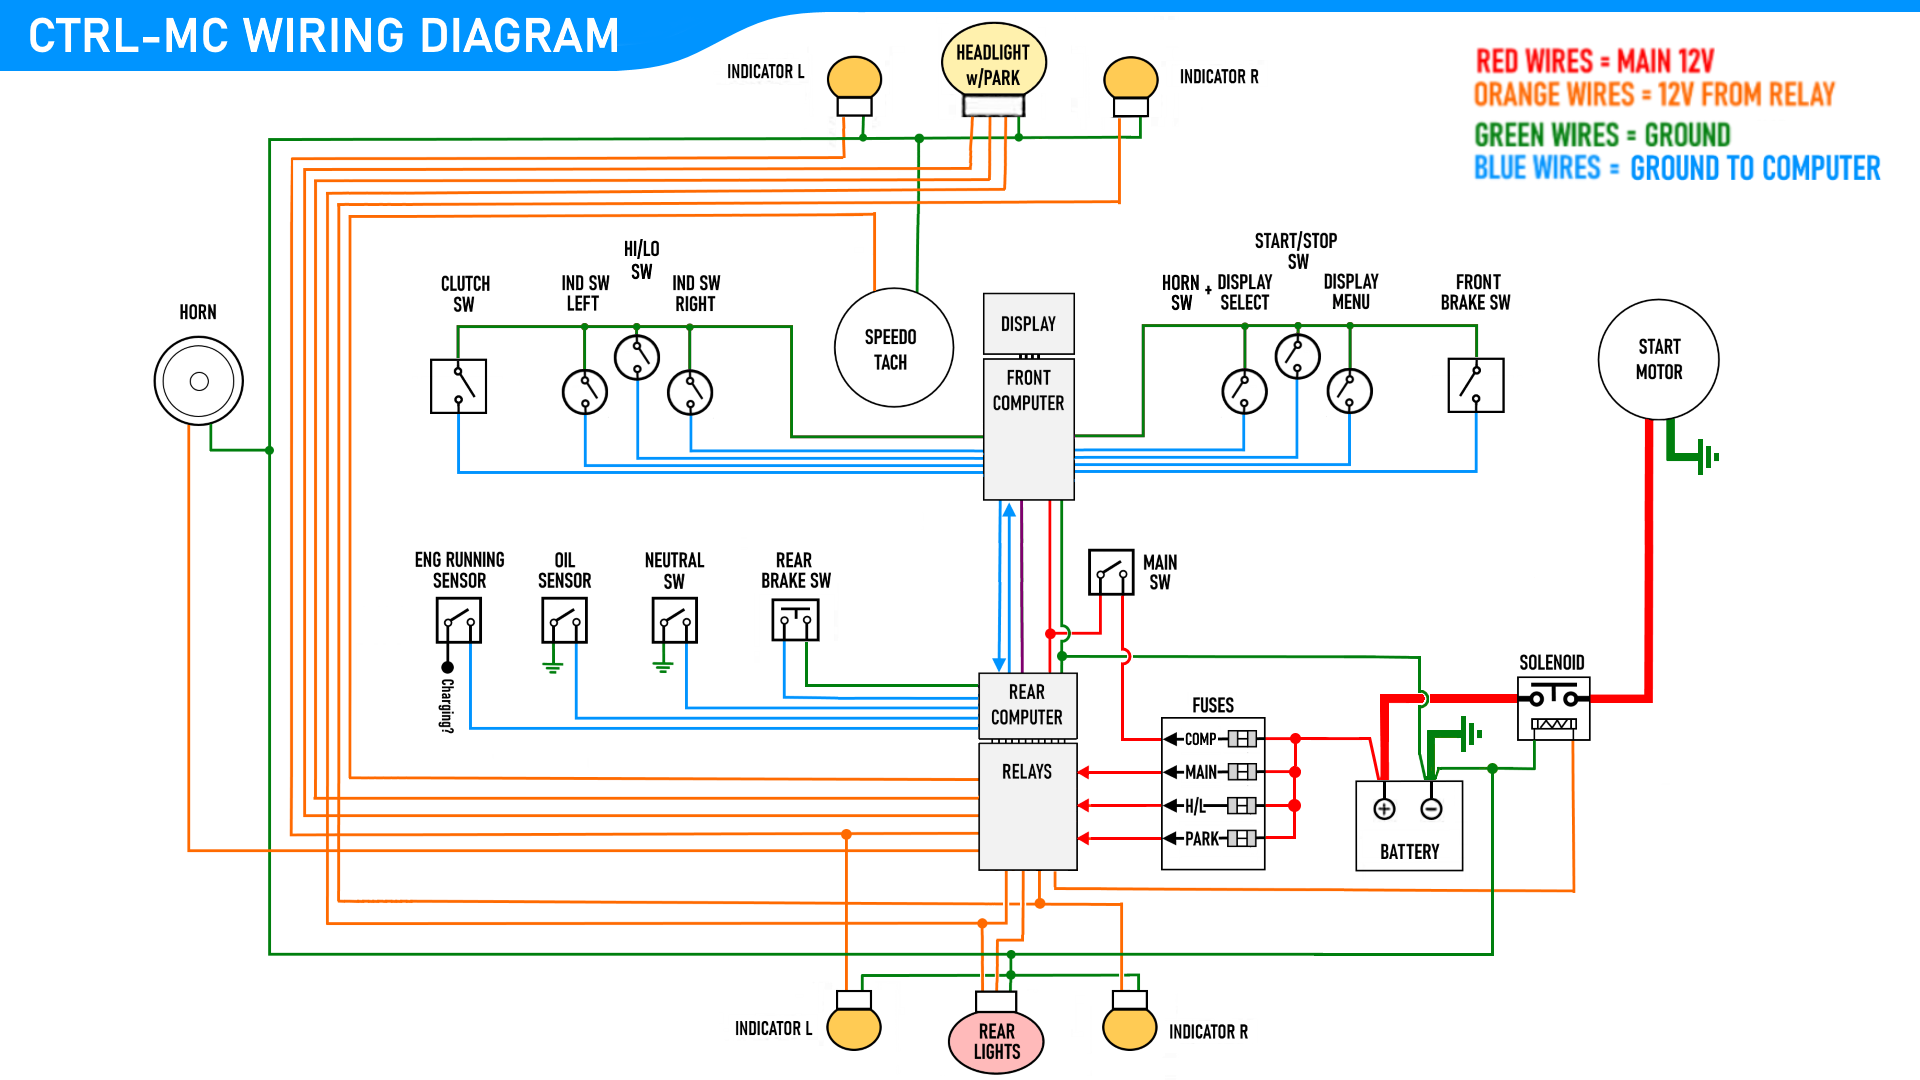 CTRL-MC WIRING DIAGRAM
RED WIRES = MAIN 12V
ORANGE WIRES = 12V FROM RELAY
GREEN WIRES = GROUND
BLUE WIRES = GROUND TO COMPUTER
INDICATOR L
HEADLIGHT
w/PARK
INDICATOR R
HORN
CLUTCH
SW
IND SW
LEFT
HI/LO
SW
IND SW
RIGHT
SPEEDO
TACH
DISPLAY
FRONT
COMPUTER
HORN
SW
+
DISPLAY
SELECT
START/STOP
SW
DISPLAY
MENU
FRONT
BRAKE SW
START
MOTOR
ENG RUNNING
SENSOR
Charging?
OIL
SENSOR
NEUTRAL
SW
REAR
BRAKE SW
MAIN
SW
REAR
COMPUTER
RELAYS
FUSES
COMP
MAIN
H/L
PARK
SOLENOID
+
−
BATTERY
INDICATOR L
REAR
LIGHTS
INDICATOR R